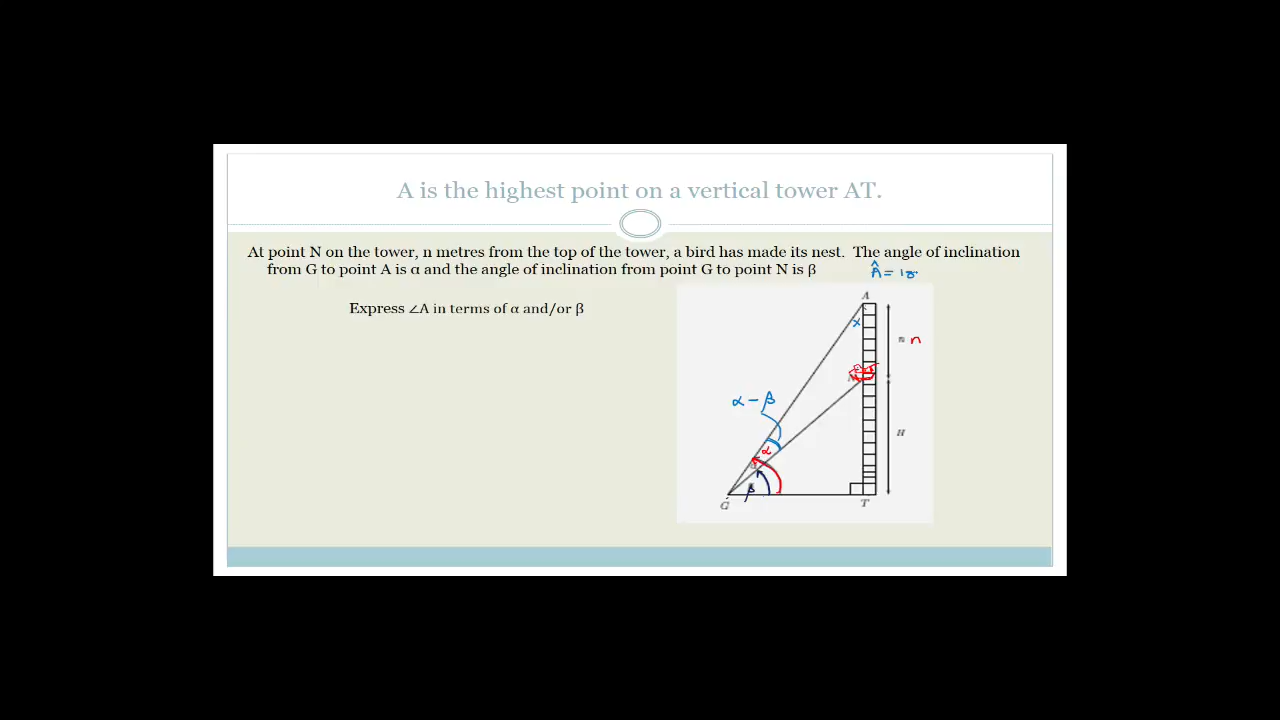 A is the highest point on a vertical tower AT.
At point N on the tower, n metres from the top of the tower, a bird has made its nest. The angle of inclination
from G to point A is α and the angle of inclination from point G to point N is β
Â = 18
Express ∠A in terms of α and/or β
A
x
n n
N
α − β
H
α
β
G
T